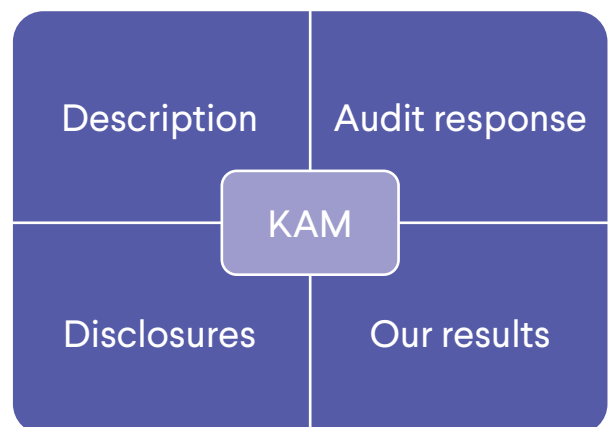 Description
Audit response
KAM
Disclosures
Our results